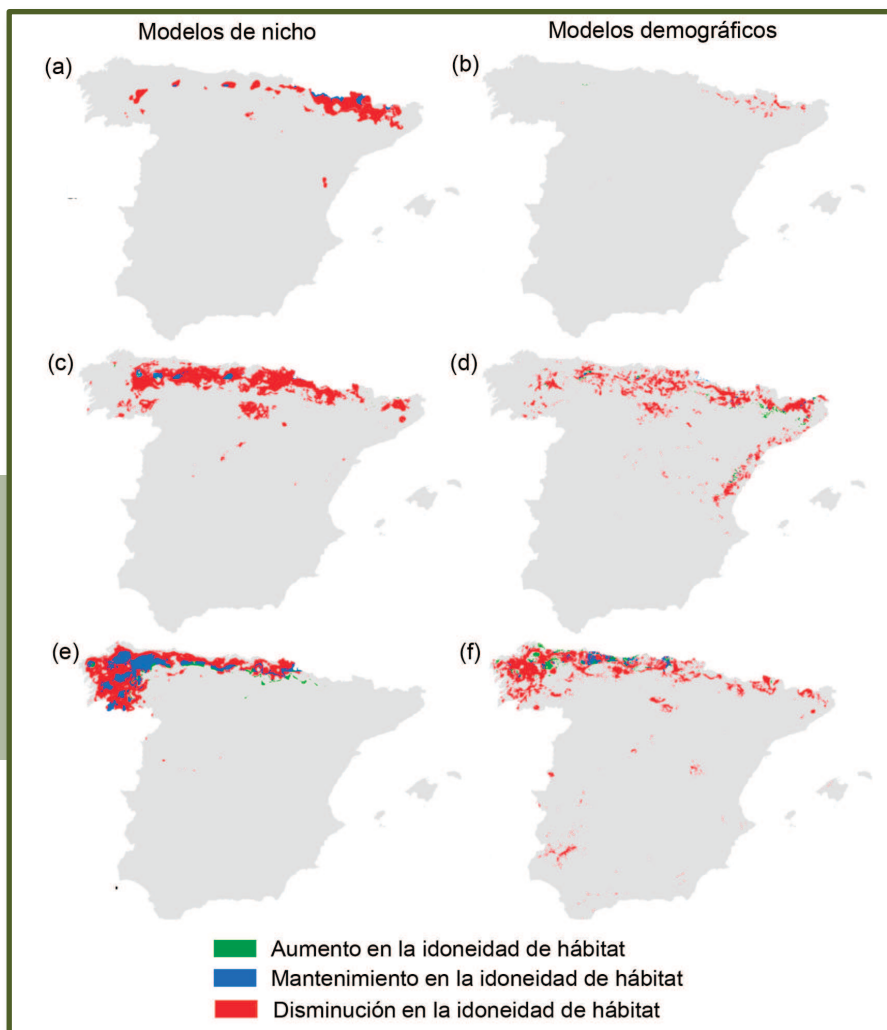 Modelos de nicho
Modelos demográficos
(a)
(b)
(c)
(d)
(e)
(f)
Aumento en la idoneidad de hábitat
Mantenimiento en la idoneidad de hábitat
Disminución en la idoneidad de hábitat